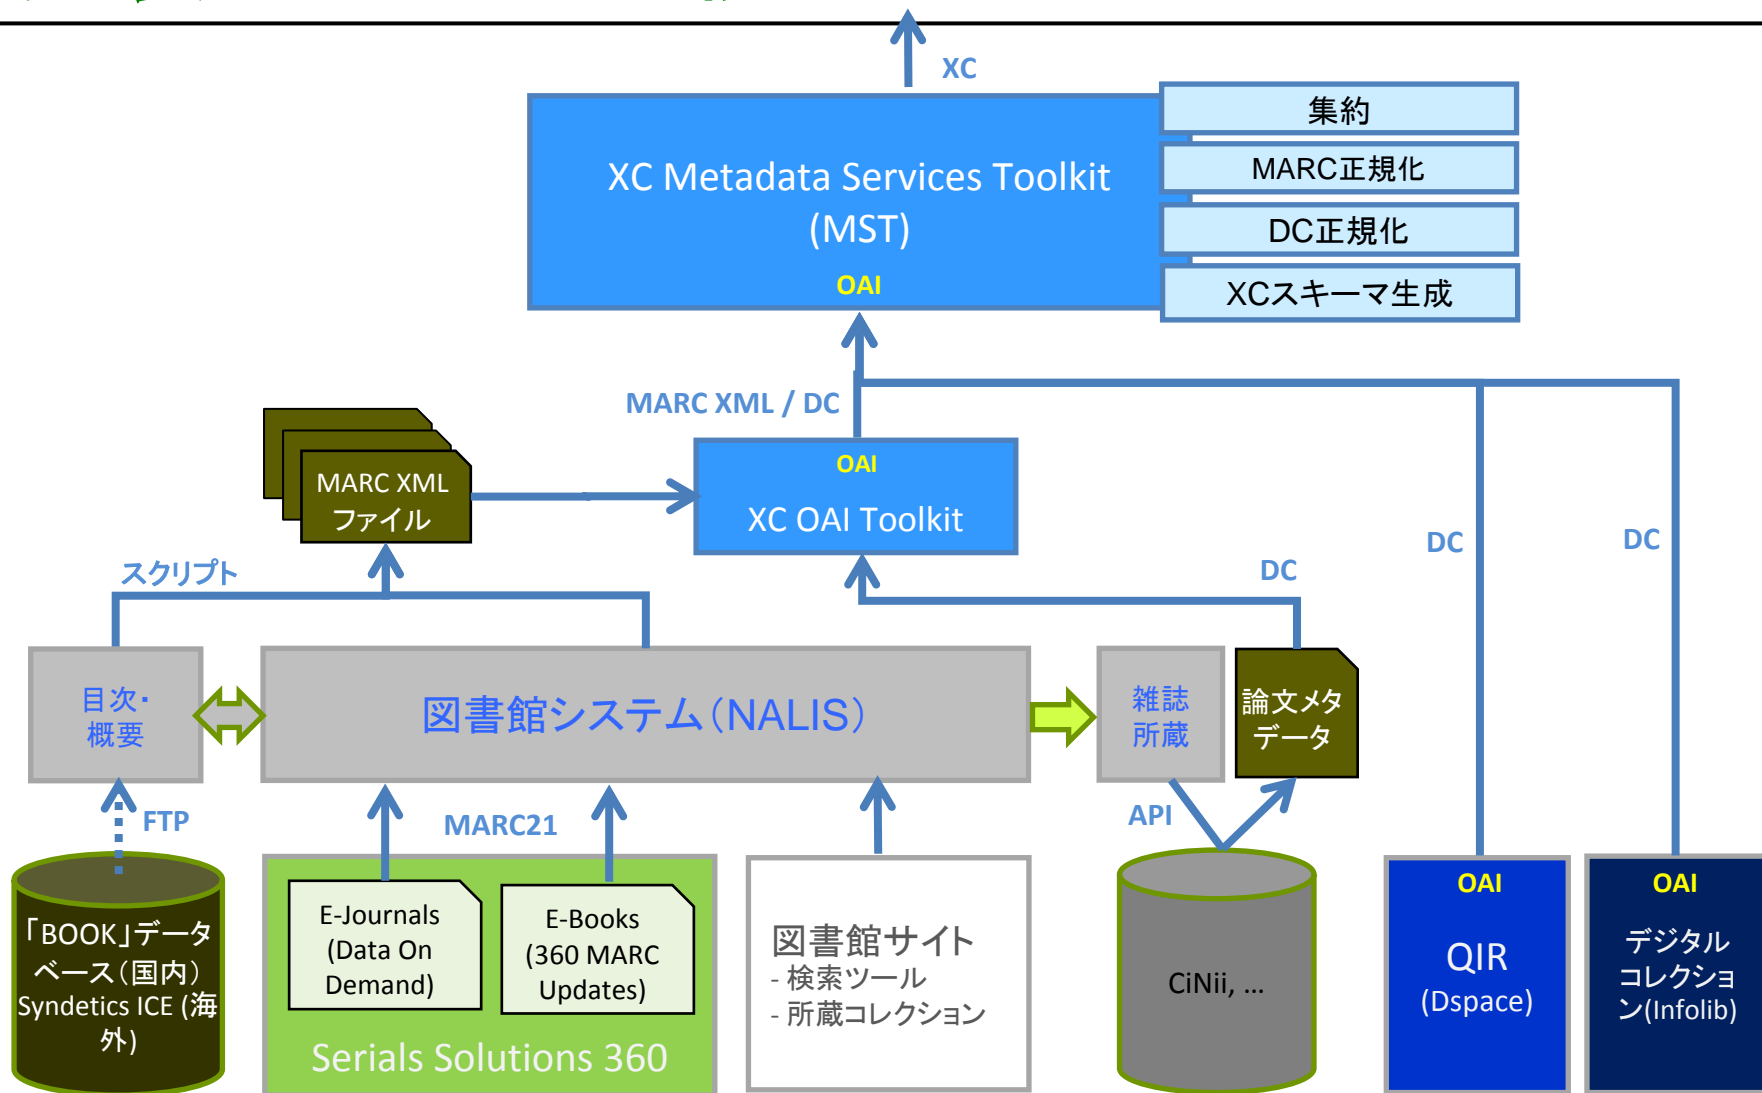 XC
XC Metadata Services Toolkit
(MST)
OAI
集約
MARC正規化
DC正規化
XCスキーマ生成
MARC XML / DC
MARC XML
ファイル
OAI
XC OAI Toolkit
スクリプト
DC
DC
DC
目次・
概要
図書館システム（NALIS）
雑誌
所蔵
論文メタ
データ
FTP
MARC21
API
「BOOK」データ
ベース（国内）
Syndetics ICE (海
外)
E-Journals
(Data On
Demand)
E-Books
(360 MARC
Updates)
Serials Solutions 360
図書館サイト
- 検索ツール
- 所蔵コレクション
CiNii, ...
OAI
QIR
(Dspace)
OAI
デジタル
コレクショ
ン(Infolib)